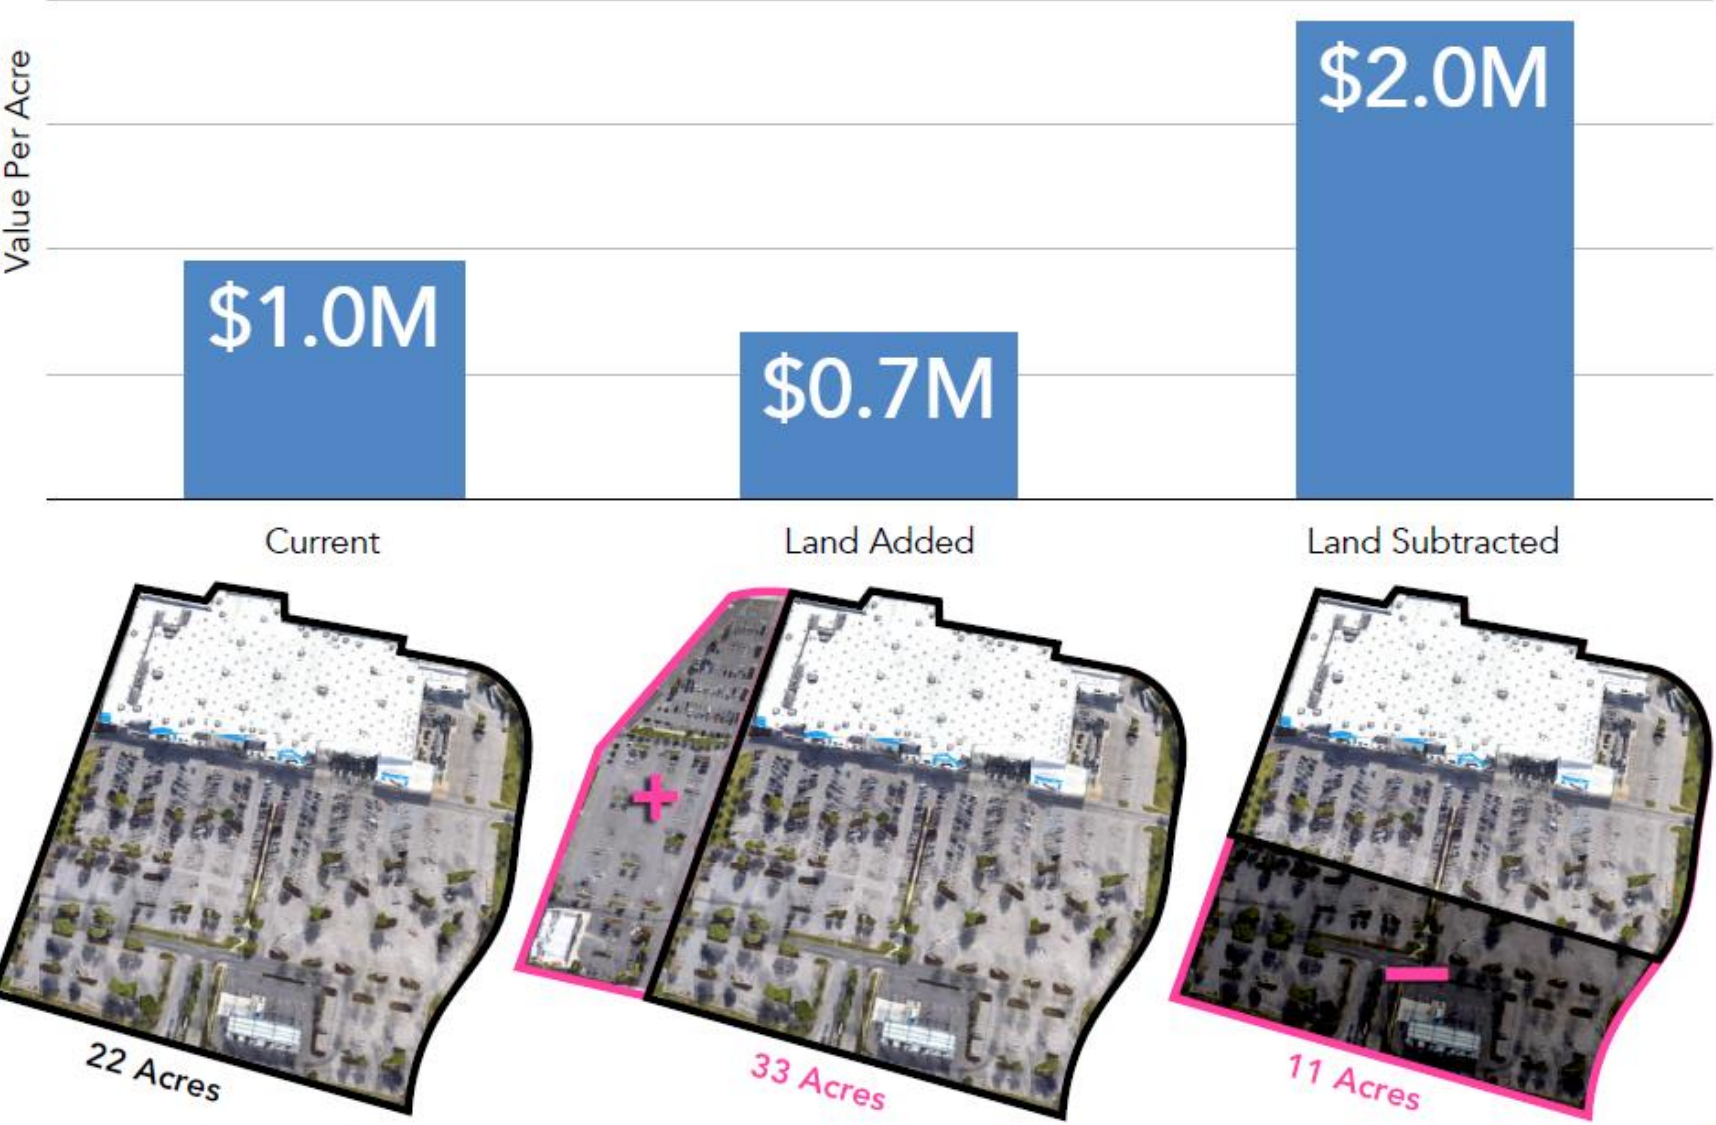 Value Per Acre
$1.0M
$0.7M
$2.0M
Current
Land Added
Land Subtracted
+
−
22 Acres
33 Acres
11 Acres